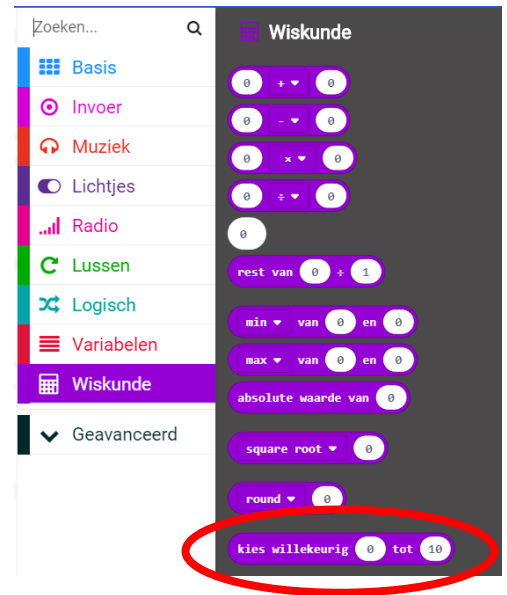 Zoeken...
Basis
Invoer
Muziek
Lichtjes
Radio
Lussen
Logisch
Variabelen
Wiskunde
Geavanceerd
Wiskunde
0 + 0
0 - 0
0 × 0
0 ÷ 0
0
rest van 0 ÷ 1
min van 0 en 0
max van 0 en 0
absolute waarde van 0
square root 0
round 0
kies willekeurig 0 tot 10